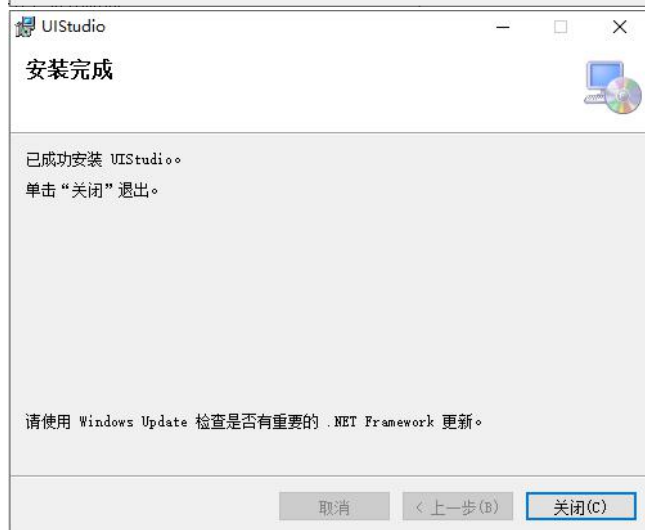 UIStudio
安装完成
已成功安装 UIStudio。
单击“关闭”退出。
请使用 Windows Update 检查是否有重要的 .NET Framework 更新。
取消
< 上一步(B)
关闭(C)